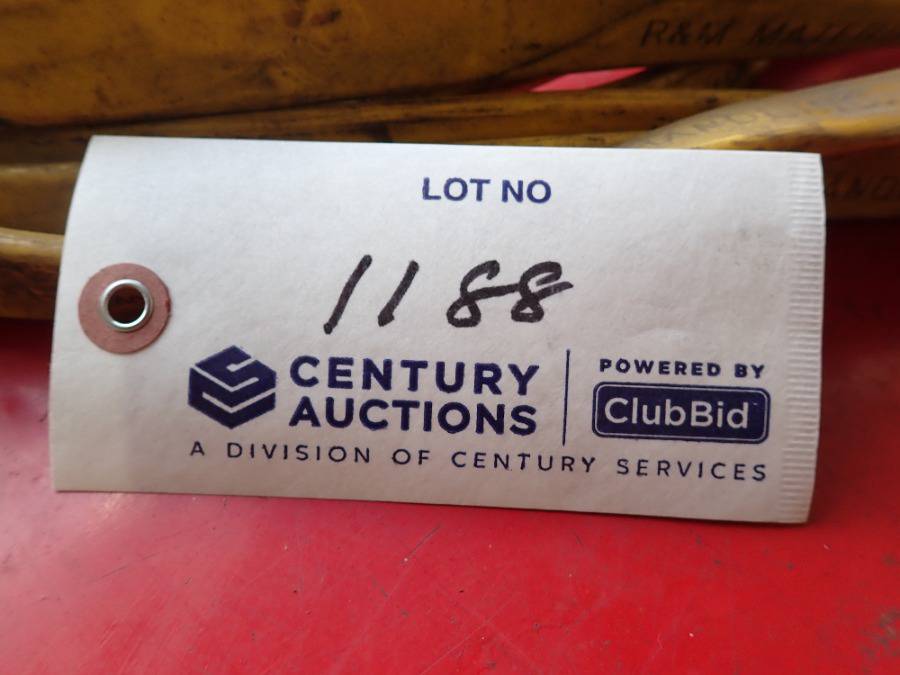 R&M
LOT NO
1188
CENTURY AUCTIONS
POWERED BY
ClubBid
A DIVISION OF CENTURY SERVICES